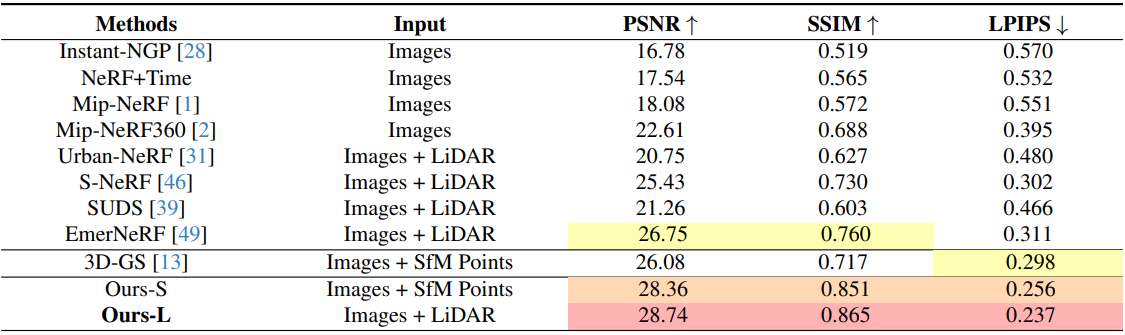 Methods Input PSNR ↑ SSIM ↑ LPIPS ↓
Instant-NGP [28] Images 16.78 0.519 0.570
NeRF+Time Images 17.54 0.565 0.532
Mip-NeRF [1] Images 18.08 0.572 0.551
Mip-NeRF360 [2] Images 22.61 0.688 0.395
Urban-NeRF [31] Images + LiDAR 20.75 0.627 0.480
S-NeRF [46] Images + LiDAR 25.43 0.730 0.302
SUDS [39] Images + LiDAR 21.26 0.603 0.466
EmerNeRF [49] Images + LiDAR 26.75 0.760 0.311
3D-GS [13] Images + SfM Points 26.08 0.717 0.298
Ours-S Images + SfM Points 28.36 0.851 0.256
Ours-L Images + LiDAR 28.74 0.865 0.237